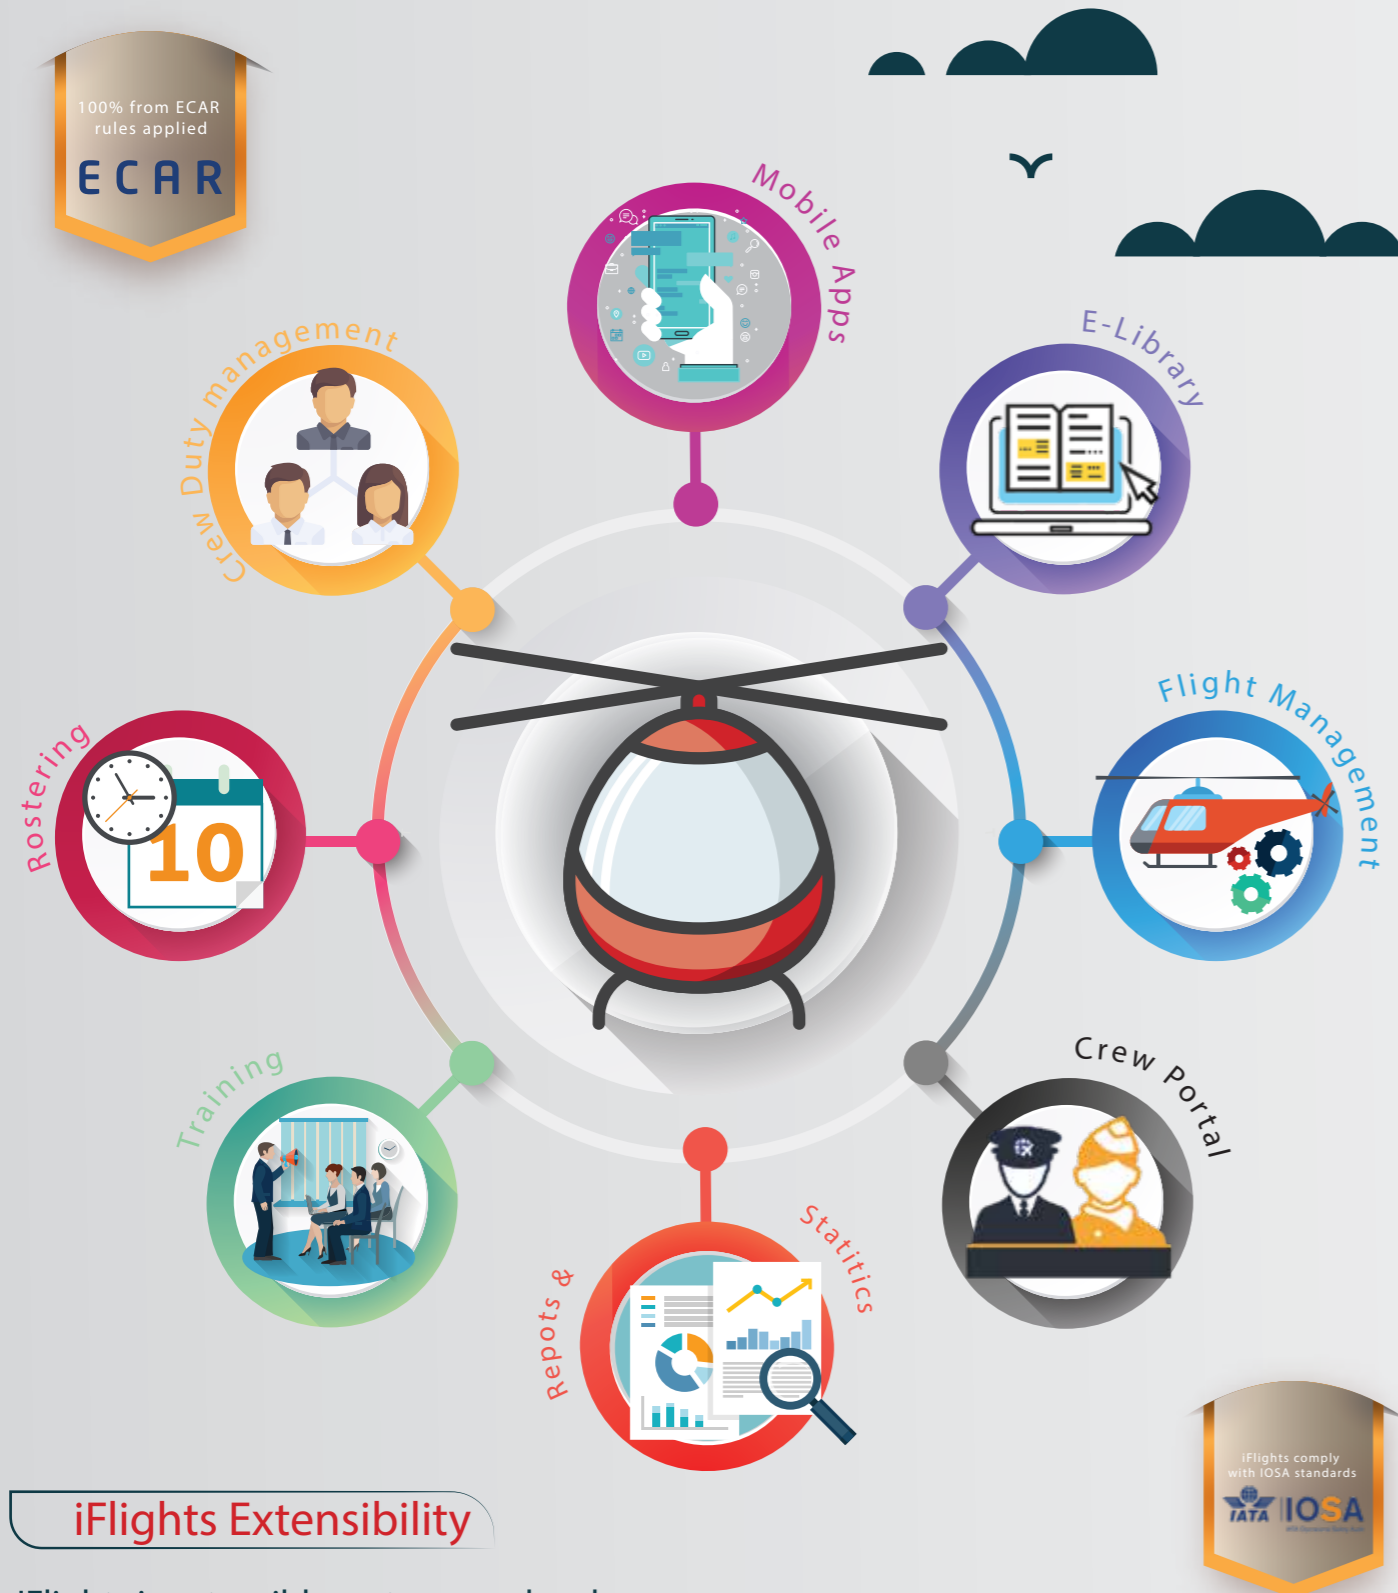 100% from ECAR
rules applied
ECAR
Mobile Apps
E-Library
Crew Duty management
Flight Management
Rostering
10
Crew Portal
Training
Repots &
Statitics
iFlights comply
with IOSA standards
IATA IOSA
iFlights Extensibility